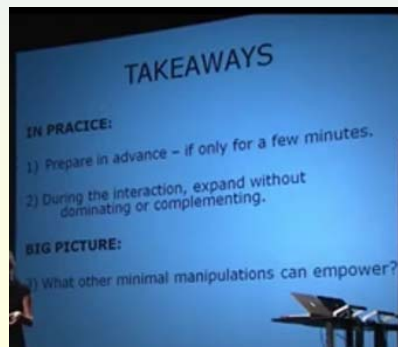 TAKEAWAYS
IN PRACICE:
1) Prepare in advance – if only for a few minutes.
2) During the interaction, expand without
dominating or complementing.
BIG PICTURE:
3) What other minimal manipulations can empower?